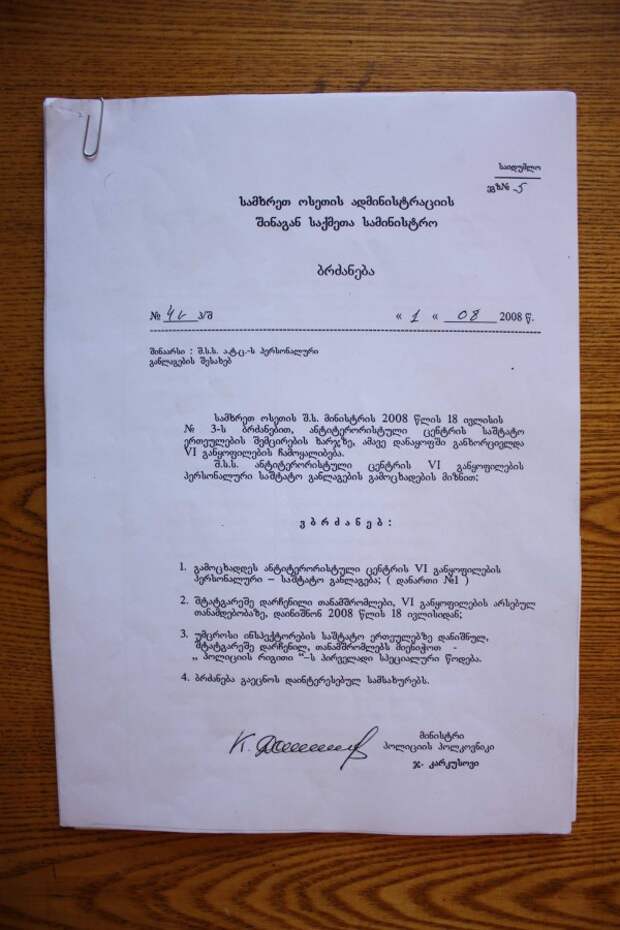 საიდუმლო
ეგზ№ 5
სამხრეთ ოსეთის ადმინისტრაციის
შინაგან საქმეთა სამინისტრო
ბრძანება
№ პ/შ « 1 « 08 2008 წ.
შინაარსი : შ.ს.ს. ა.ტ.ც.-ს პერსონალური
განლაგების შესახებ
სამხრეთ ოსეთის შ.ს. მინისტრის 2008 წლის 18 ივლისის
№ 3-ს ბრძანებით, ანტიტერორისტული ცენტრის საშტატო
ერთეულების შემცირების ხარჯზე, ამავე დანაყოფში განხორციელდა
VI განყოფილების ჩამოყალიბება.
შ.ს.ს. ანტიტერორისტული ცენტრის VI განყოფილების
პერსონალური საშტატო განლაგების გამოცხადების მიზნით;
ვ ბ რ ძ ა ნ ე ბ :
1. გამოცხადდეს ანტიტერორისტული ცენტრის VI განყოფილების
პერსონალური – საშტატო განლაგება; ( დანართი №1 )
2. შტატგარეშე დარჩენილი თანამშრომლები, VI განყოფილების არსებულ
თანამდებობაზე, დაინიშნონ 2008 წლის 18 ივლისიდან;
3. უმცროსი ინსპექტორების საშტატო ერთეულებზე დანიშნულ,
შტატგარეშე დარჩენილ, თანამშრომლებს მიენიჭოთ -
„ პოლიციის რიგითი “-ს პირველადი სპეციალური წოდება.
4. ბრძანება გაეცნოს დაინტერესებულ სამსახურებს.
მინისტრი
პოლიციის პოლკოვნიკი
ჯ. კარკუსოვი